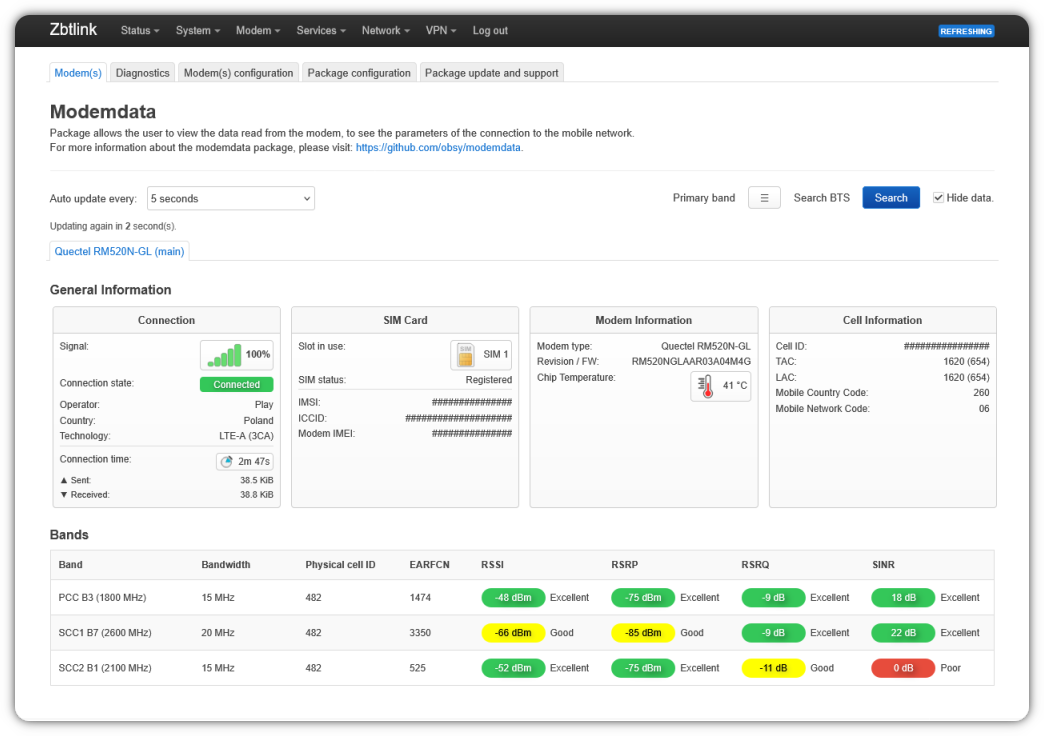 Zbtlink Status System Modem Services Network VPN Log out REFRESHING
Modem(s) Diagnostics Modem(s) configuration Package configuration Package update and support
Modemdata
Package allows the user to view the data read from the modem, to see the parameters of the connection to the mobile network.
For more information about the modemdata package, please visit: https://github.com/obsy/modemdata.
Auto update every: 5 seconds Primary band ☰ Search BTS Search Hide data.
Updating again in 2 second(s).
Quectel RM520N-GL (main)
General Information
Connection
Signal: 100%
Connection state: Connected
Operator: Play
Country: Poland
Technology: LTE-A (3CA)
Connection time: 2m 47s
▲ Sent: 38.5 KiB
▼ Received: 38.8 KiB
SIM Card
Slot in use: SIM SIM 1
SIM status: Registered
IMSI: ###############
ICCID: ####################
Modem IMEI: ###############
Modem Information
Modem type: Quectel RM520N-GL
Revision / FW: RM520NGLAAR03A04M4G
Chip Temperature: 41 °C
Cell Information
Cell ID: ################
TAC: 1620 (654)
LAC: 1620 (654)
Mobile Country Code: 260
Mobile Network Code: 06
Bands
Band Bandwidth Physical cell ID EARFCN RSSI RSRP RSRQ SINR
PCC B3 (1800 MHz) 15 MHz 482 1474 -48 dBm Excellent -75 dBm Excellent -9 dB Excellent 18 dB Excellent
SCC1 B7 (2600 MHz) 20 MHz 482 3350 -66 dBm Good -85 dBm Good -9 dB Excellent 22 dB Excellent
SCC2 B1 (2100 MHz) 15 MHz 482 525 -52 dBm Excellent -75 dBm Excellent -11 dB Good 0 dB Poor